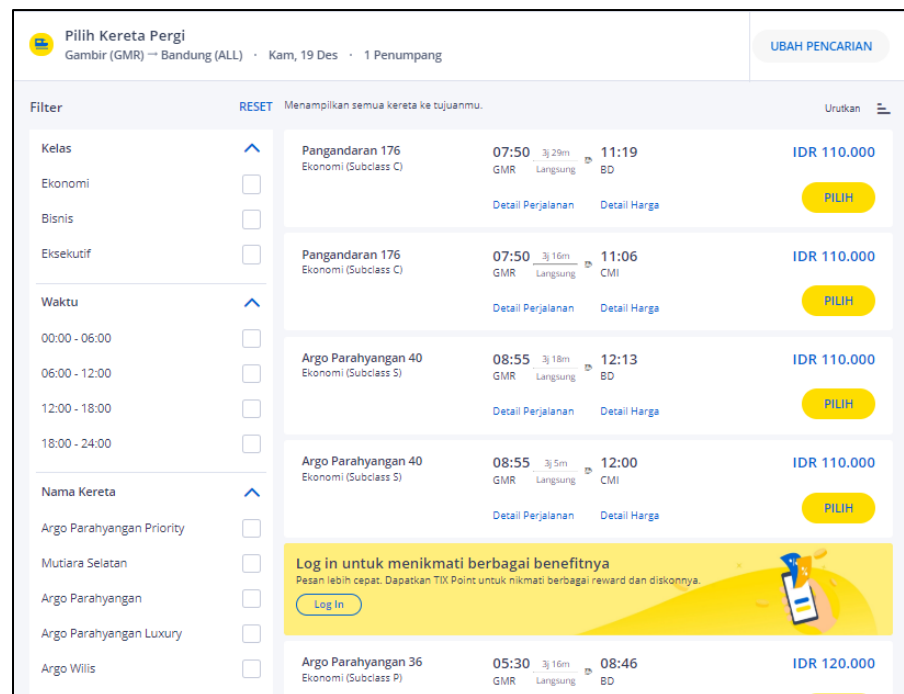 Pilih Kereta Pergi
Gambir (GMR) → Bandung (ALL) · Kam, 19 Des · 1 Penumpang
UBAH PENCARIAN
Filter
RESET
Kelas
Ekonomi
Bisnis
Eksekutif
Waktu
00:00 - 06:00
06:00 - 12:00
12:00 - 18:00
18:00 - 24:00
Nama Kereta
Argo Parahyangan Priority
Mutiara Selatan
Argo Parahyangan
Argo Parahyangan Luxury
Argo Wilis
Menampilkan semua kereta ke tujuanmu.
Urutkan
Pangandaran 176
Ekonomi (Subclass C)
07:50 3j 29m 11:19
GMR Langsung BD
IDR 110.000
Detail Perjalanan Detail Harga
PILIH
Pangandaran 176
Ekonomi (Subclass C)
07:50 3j 16m 11:06
GMR Langsung CMI
IDR 110.000
Detail Perjalanan Detail Harga
PILIH
Argo Parahyangan 40
Ekonomi (Subclass S)
08:55 3j 18m 12:13
GMR Langsung BD
IDR 110.000
Detail Perjalanan Detail Harga
PILIH
Argo Parahyangan 40
Ekonomi (Subclass S)
08:55 3j 5m 12:00
GMR Langsung CMI
IDR 110.000
Detail Perjalanan Detail Harga
PILIH
Log in untuk menikmati berbagai benefitnya
Pesan lebih cepat. Dapatkan TIX Point untuk nikmati berbagai reward dan diskonnya.
Log In
Argo Parahyangan 36
Ekonomi (Subclass P)
05:30 3j 16m 08:46
GMR Langsung BD
IDR 120.000